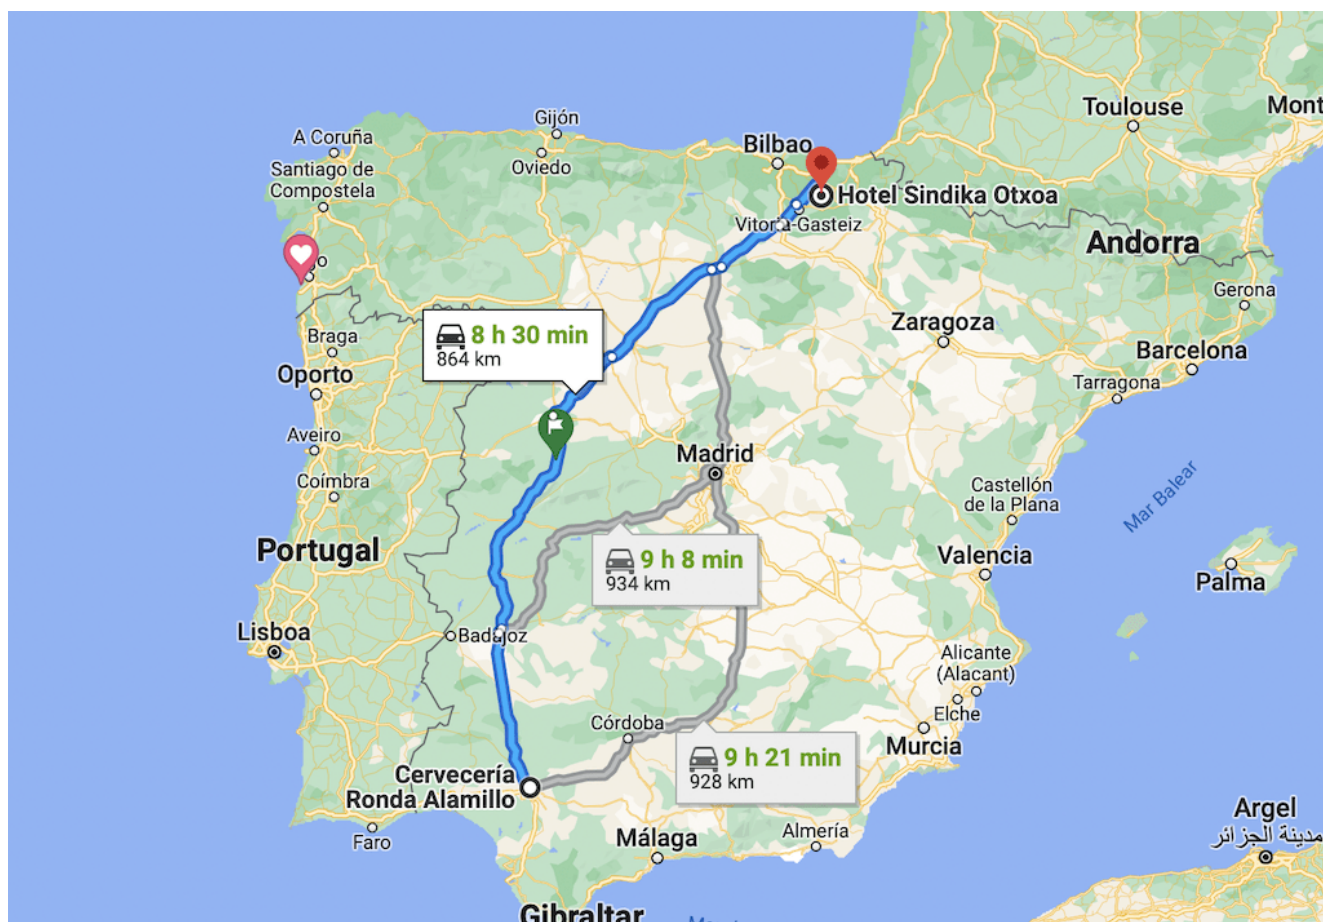 Toulouse
Mont
Gijón
A Coruña
Bilbao
Oviedo
Santiago de
Compostela
Hotel Sindika Otxoa
Vitoria-Gasteiz
Andorra
go
Gerona
8 h 30 min
864 km
Zaragoza
Braga
Barcelona
Oporto
Tarragona
Aveiro
Madrid
Coímbra
Castellón
de la Plana
Mar Balear
Portugal
9 h 8 min
934 km
Valencia
Palma
Lisboa
Badajoz
Alicante
(Alacant)
Elche
Córdoba
Murcia
9 h 21 min
928 km
Cervecería
Ronda Alamillo
Argel
مدينة الجزائر
Faro
Málaga
Almería
Gibraltar